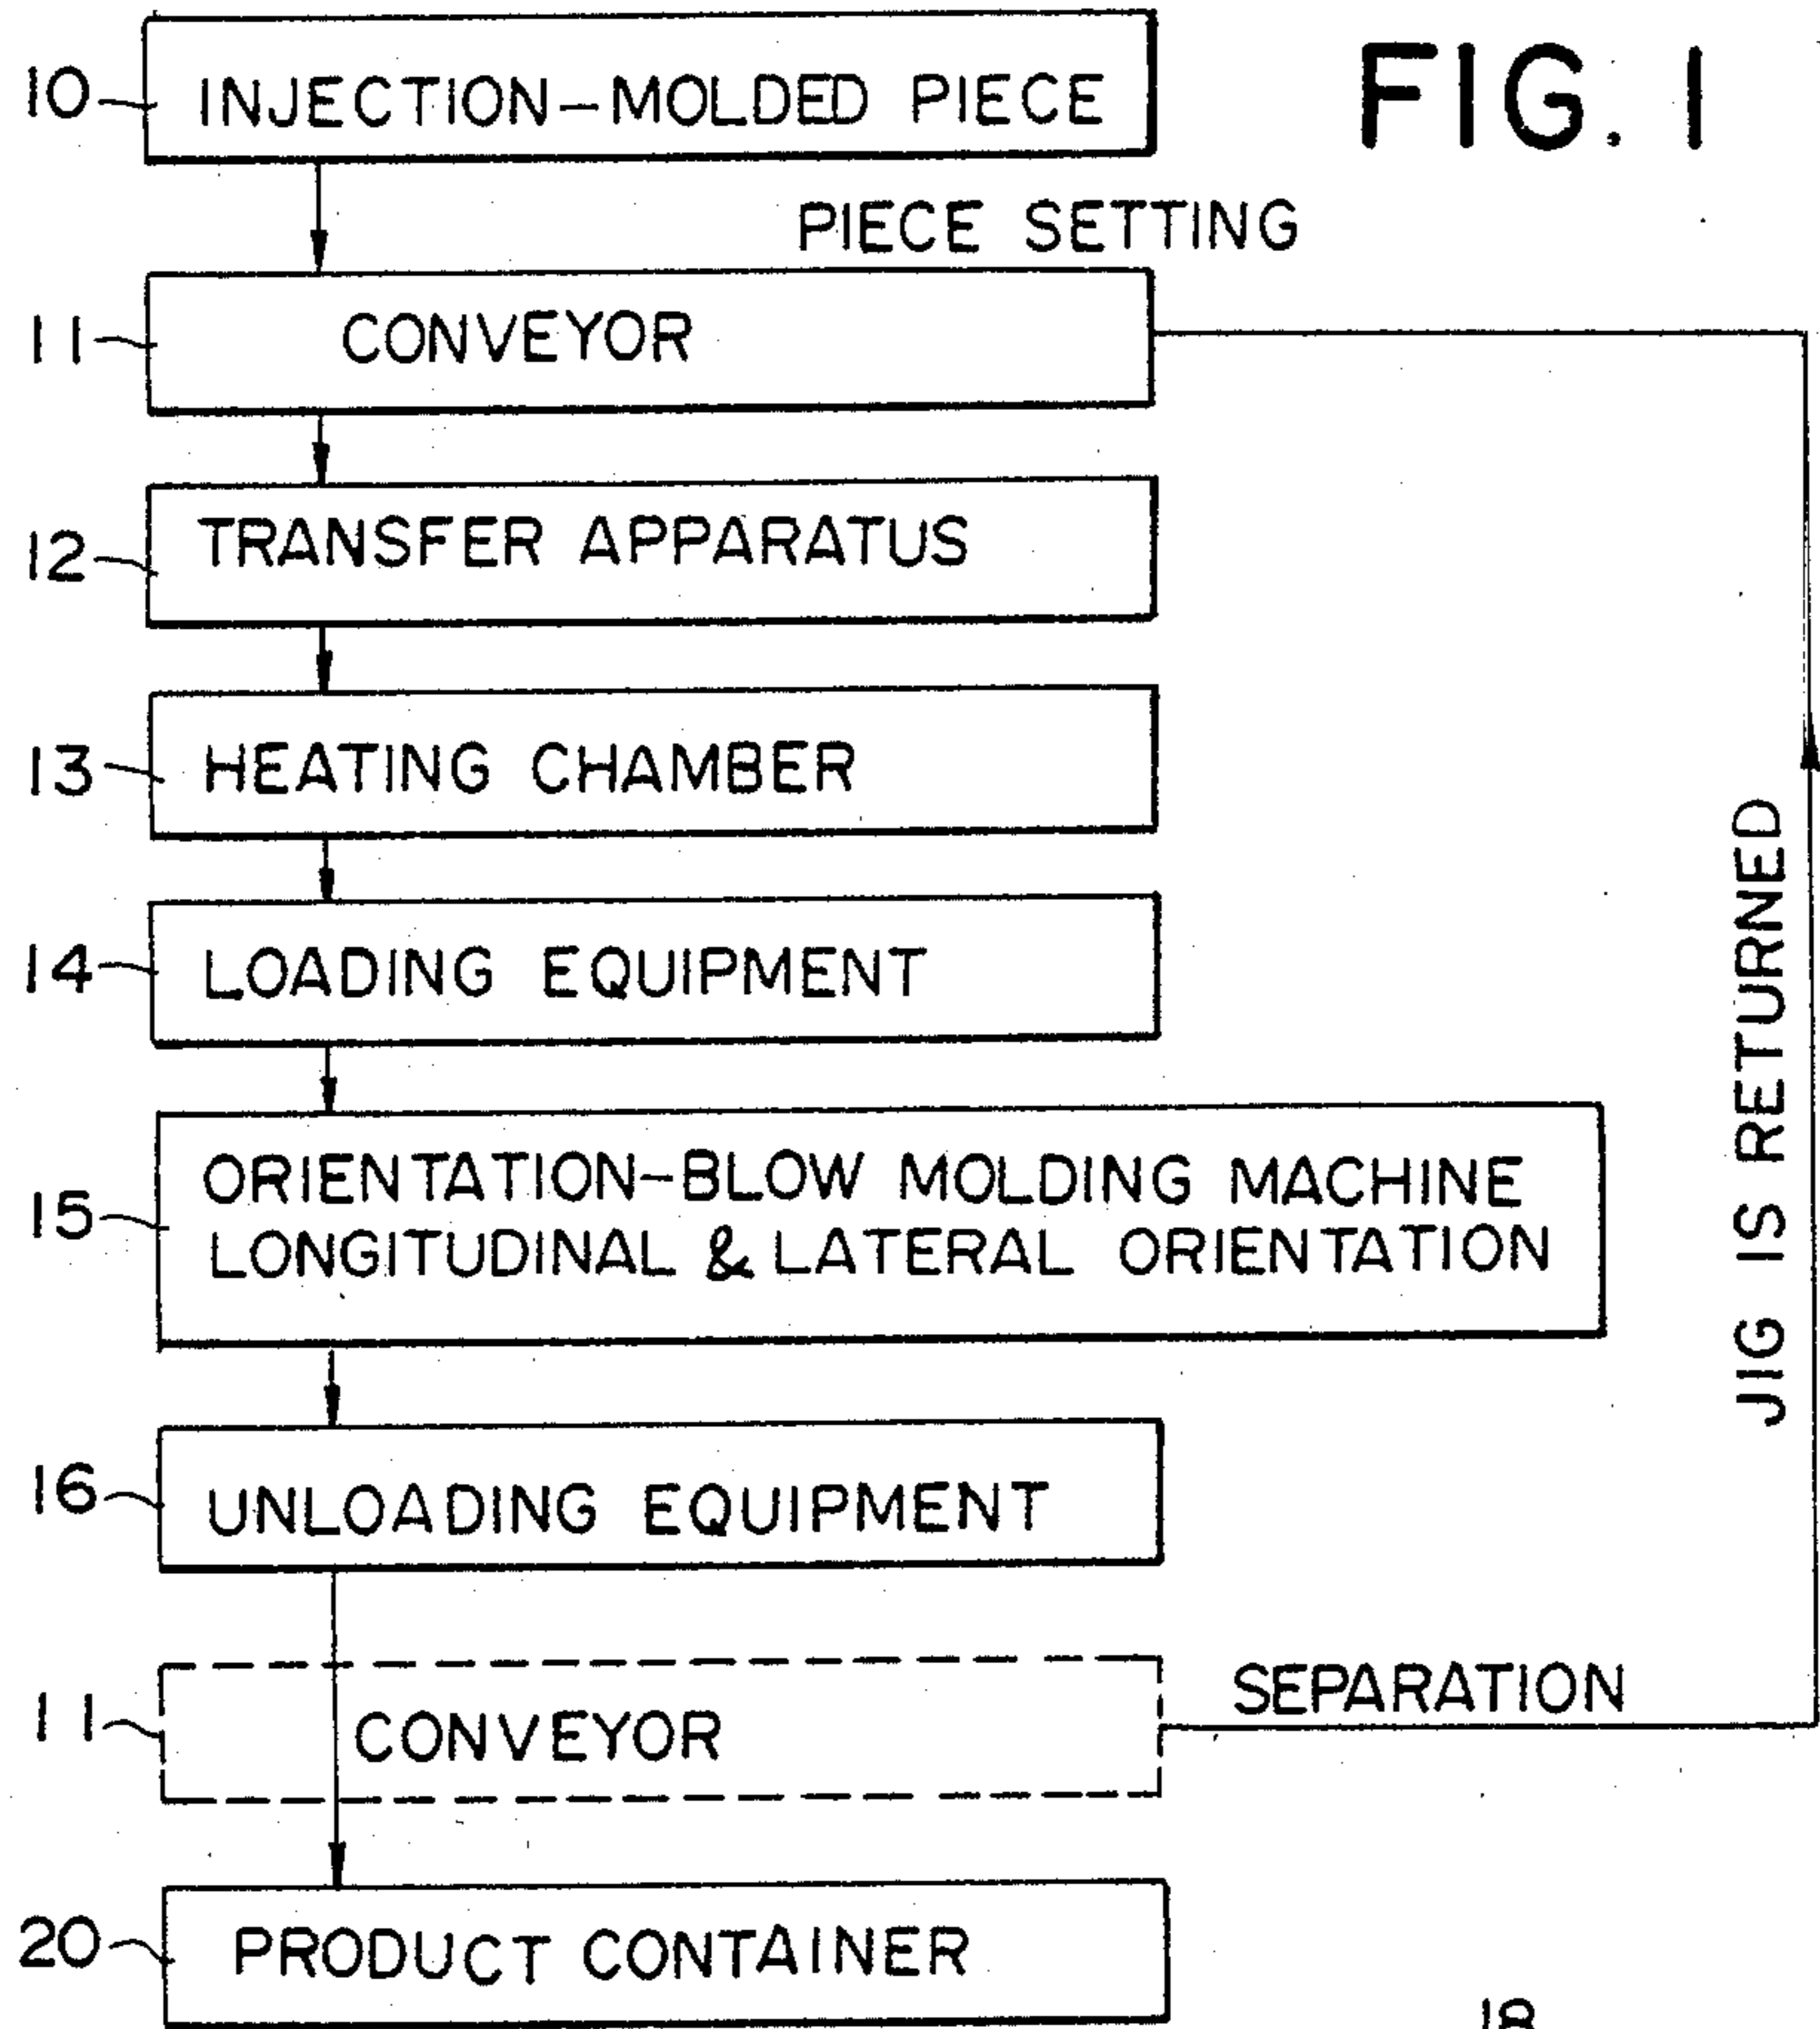 FIG. 1
10 INJECTION-MOLDED PIECE
PIECE SETTING
11 CONVEYOR
12 TRANSFER APPARATUS
13 HEATING CHAMBER
14 LOADING EQUIPMENT
15 ORIENTATION-BLOW MOLDING MACHINE
LONGITUDINAL & LATERAL ORIENTATION
16 UNLOADING EQUIPMENT
JIG IS RETURNED
SEPARATION
11 CONVEYOR
20 PRODUCT CONTAINER
18